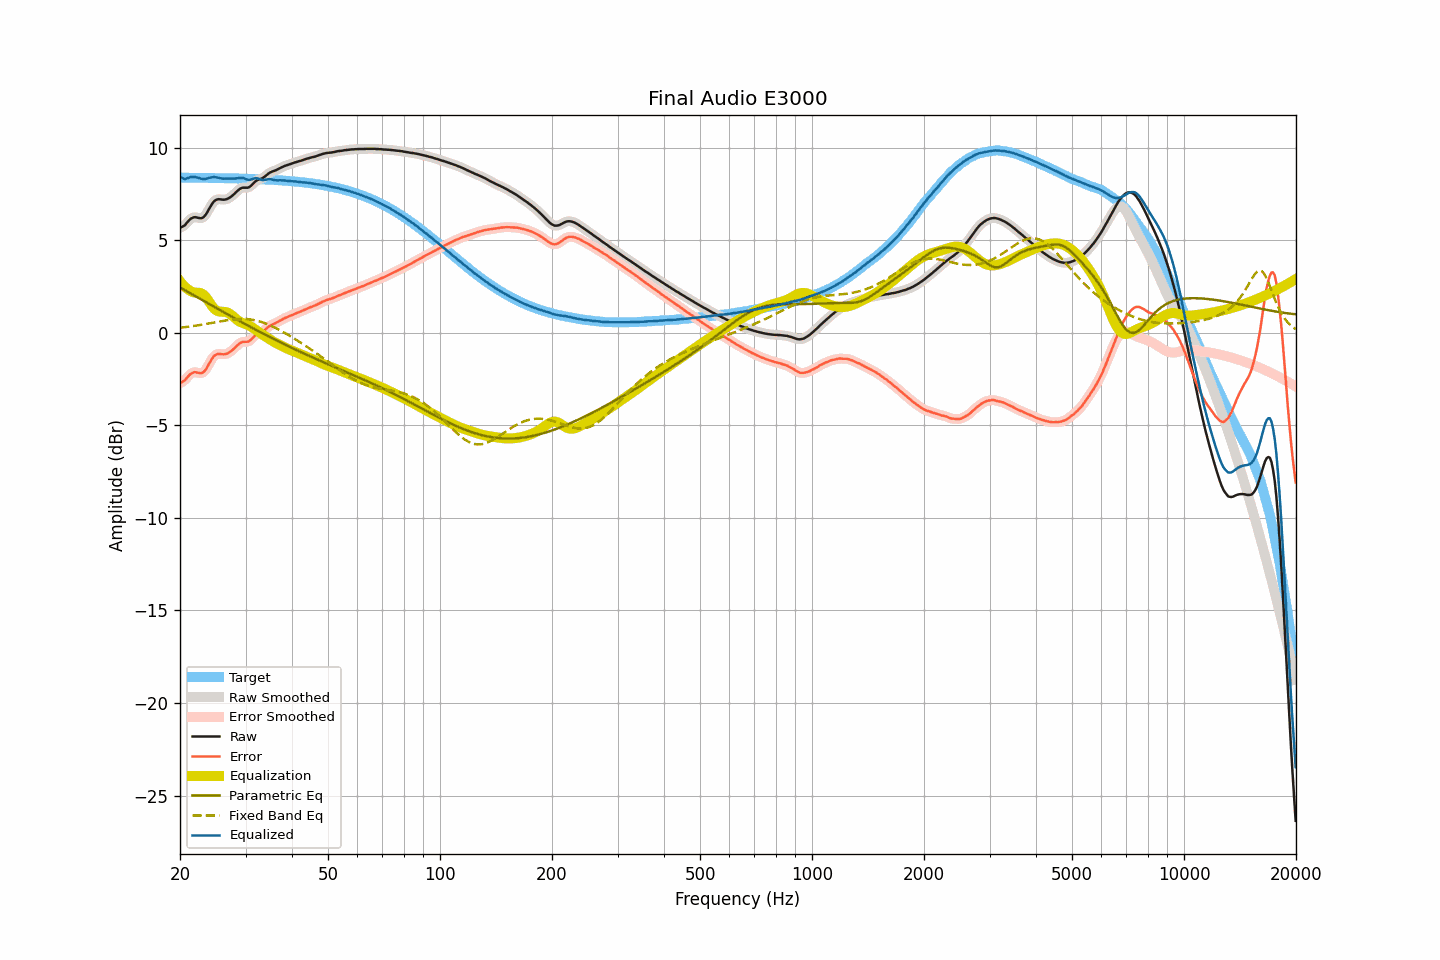 Final Audio E3000
10
5
0
−5
−10
−15
−20
−25
Amplitude (dBr)
Target
Raw Smoothed
Error Smoothed
Raw
Error
Equalization
Parametric Eq
Fixed Band Eq
Equalized
20 50 100 200 500 1000 2000 5000 10000 20000
Frequency (Hz)